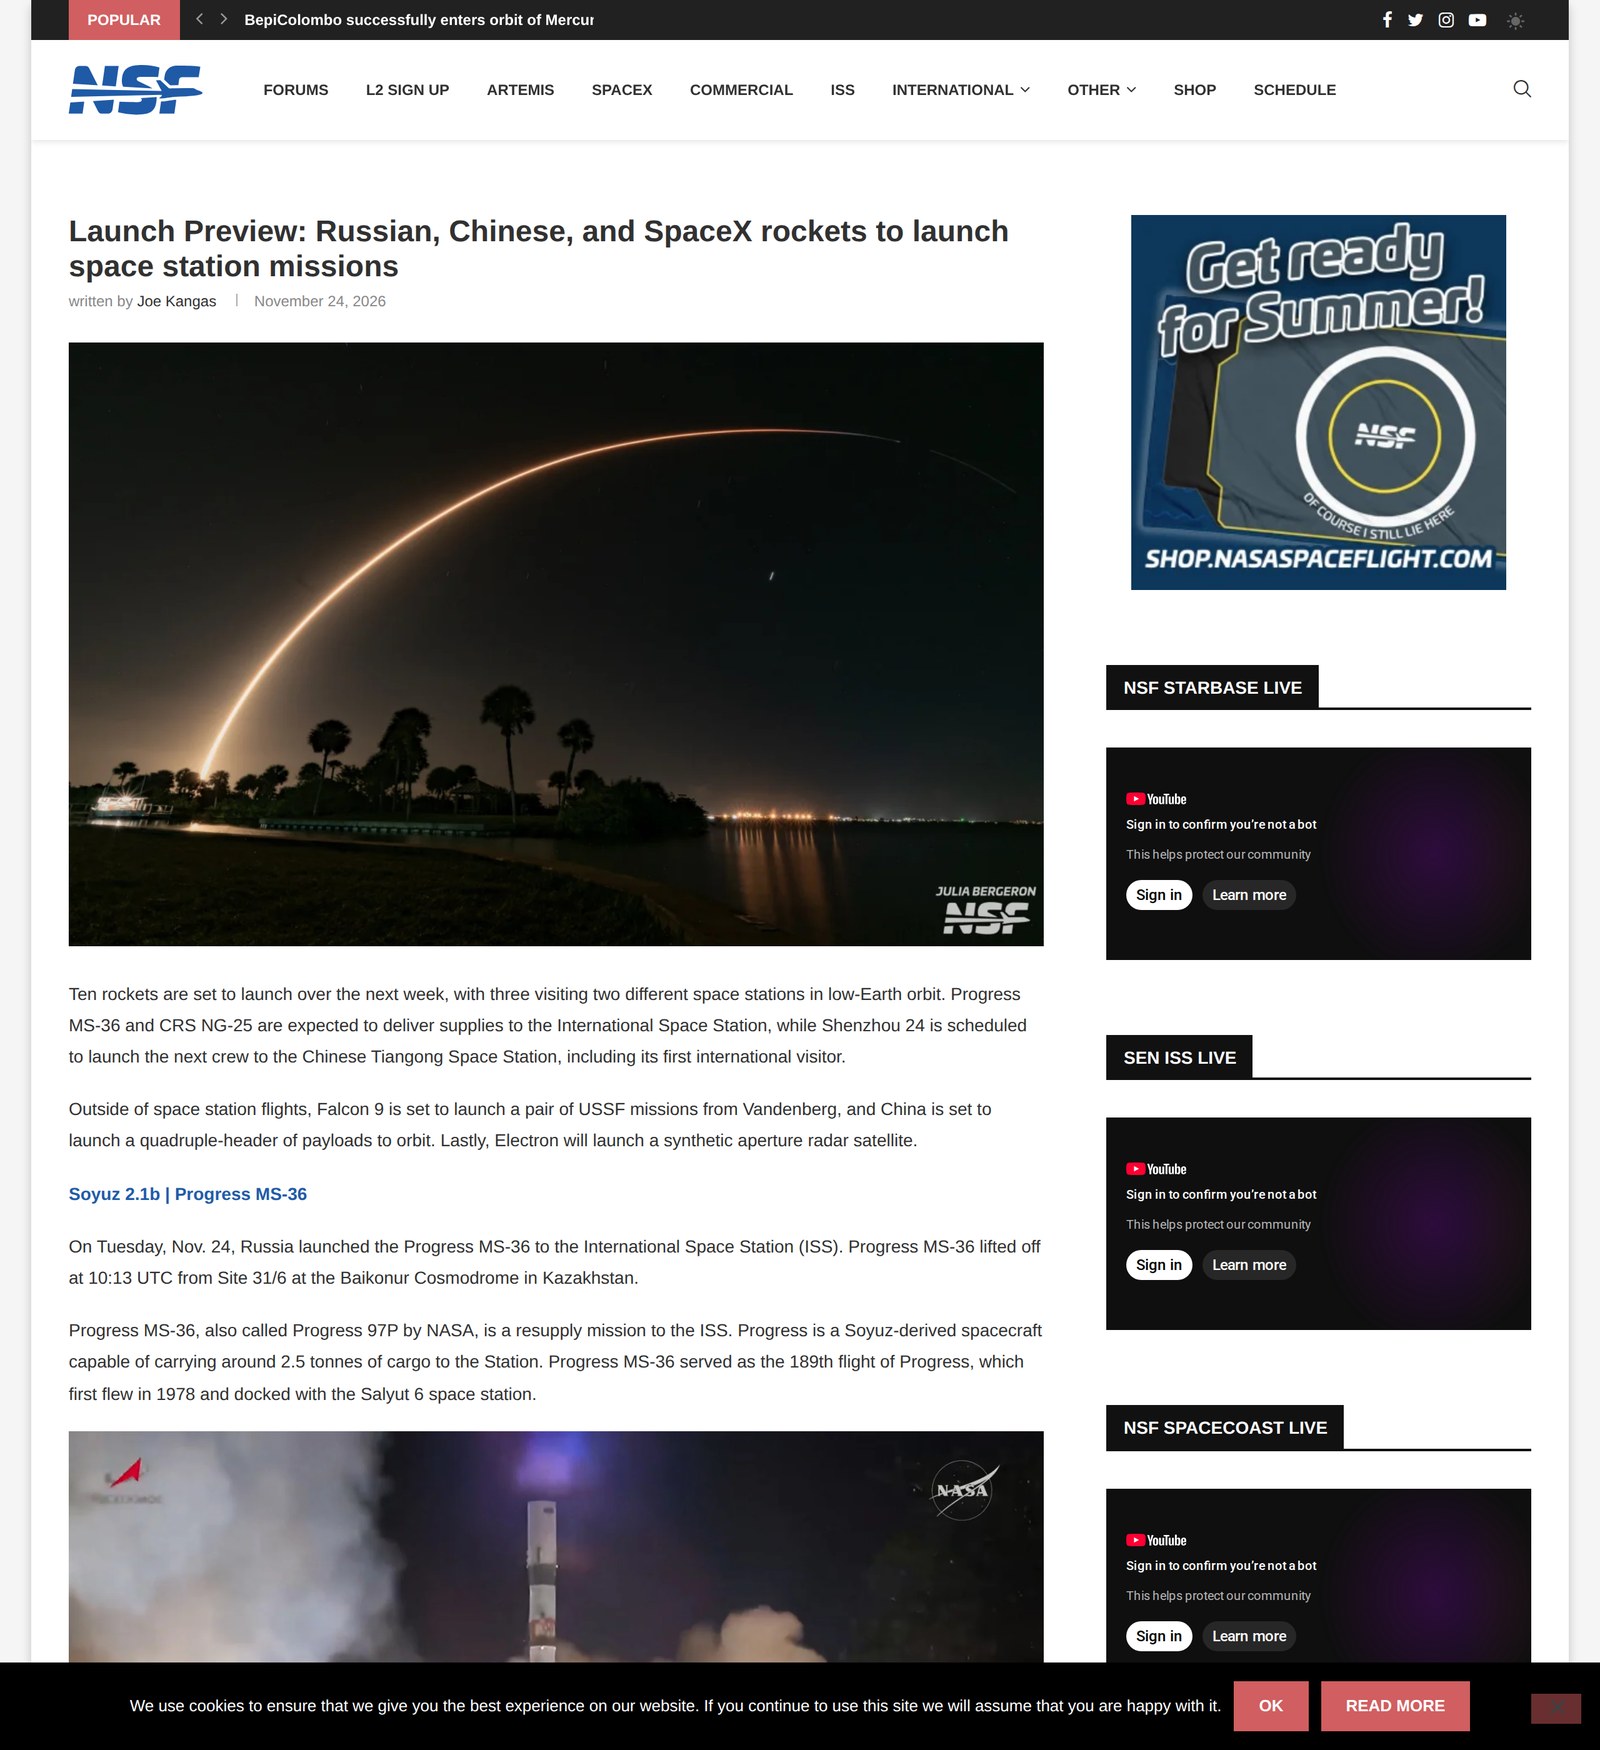 POPULAR
BepiColombo successfully enters orbit of Mercur
NSF
FORUMS
L2 SIGN UP
ARTEMIS
SPACEX
COMMERCIAL
ISS
INTERNATIONAL
OTHER
SHOP
SCHEDULE
Launch Preview: Russian, Chinese, and SpaceX rockets to launch
space station missions
written by Joe Kangas
November 24, 2026
JULIA BERGERON
NSF
Ten rockets are set to launch over the next week, with three visiting two different space stations in low-Earth orbit. Progress
MS-36 and CRS NG-25 are expected to deliver supplies to the International Space Station, while Shenzhou 24 is scheduled
to launch the next crew to the Chinese Tiangong Space Station, including its first international visitor.
Outside of space station flights, Falcon 9 is set to launch a pair of USSF missions from Vandenberg, and China is set to
launch a quadruple-header of payloads to orbit. Lastly, Electron will launch a synthetic aperture radar satellite.
Soyuz 2.1b | Progress MS-36
On Tuesday, Nov. 24, Russia launched the Progress MS-36 to the International Space Station (ISS). Progress MS-36 lifted off
at 10:13 UTC from Site 31/6 at the Baikonur Cosmodrome in Kazakhstan.
Progress MS-36, also called Progress 97P by NASA, is a resupply mission to the ISS. Progress is a Soyuz-derived spacecraft
capable of carrying around 2.5 tonnes of cargo to the Station. Progress MS-36 served as the 189th flight of Progress, which
first flew in 1978 and docked with the Salyut 6 space station.
NASA
Get ready
for Summer!
NSF
OF COURSE I STILL LIE HERE
SHOP.NASASPACEFLIGHT.COM
NSF STARBASE LIVE
YouTube
Sign in to confirm you're not a bot
This helps protect our community
Sign in
Learn more
SEN ISS LIVE
YouTube
Sign in to confirm you're not a bot
This helps protect our community
Sign in
Learn more
NSF SPACECOAST LIVE
YouTube
Sign in to confirm you're not a bot
This helps protect our community
Sign in
Learn more
We use cookies to ensure that we give you the best experience on our website. If you continue to use this site we will assume that you are happy with it.
OK
READ MORE